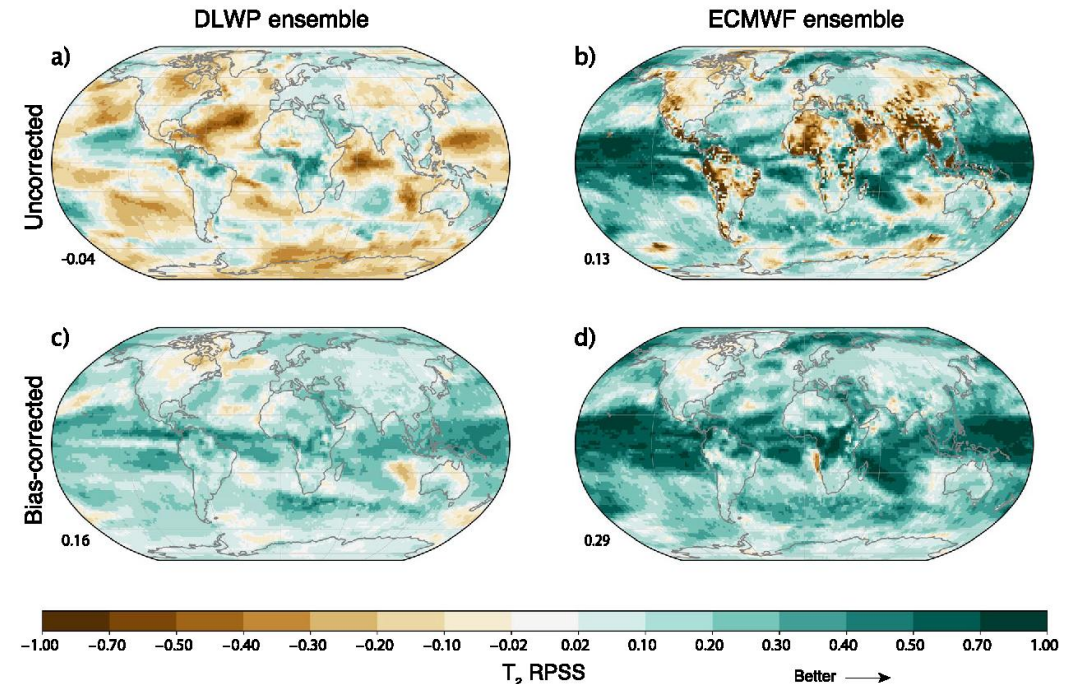 DLWP ensemble
ECMWF ensemble
a)
b)
Uncorrected
-0.04
0.13
c)
d)
Bias-corrected
0.16
0.29
-1.00 -0.70 -0.50 -0.40 -0.30 -0.20 -0.10 -0.02 0.02 0.10 0.20 0.30 0.40 0.50 0.70 1.00
T₂ RPSS
Better →